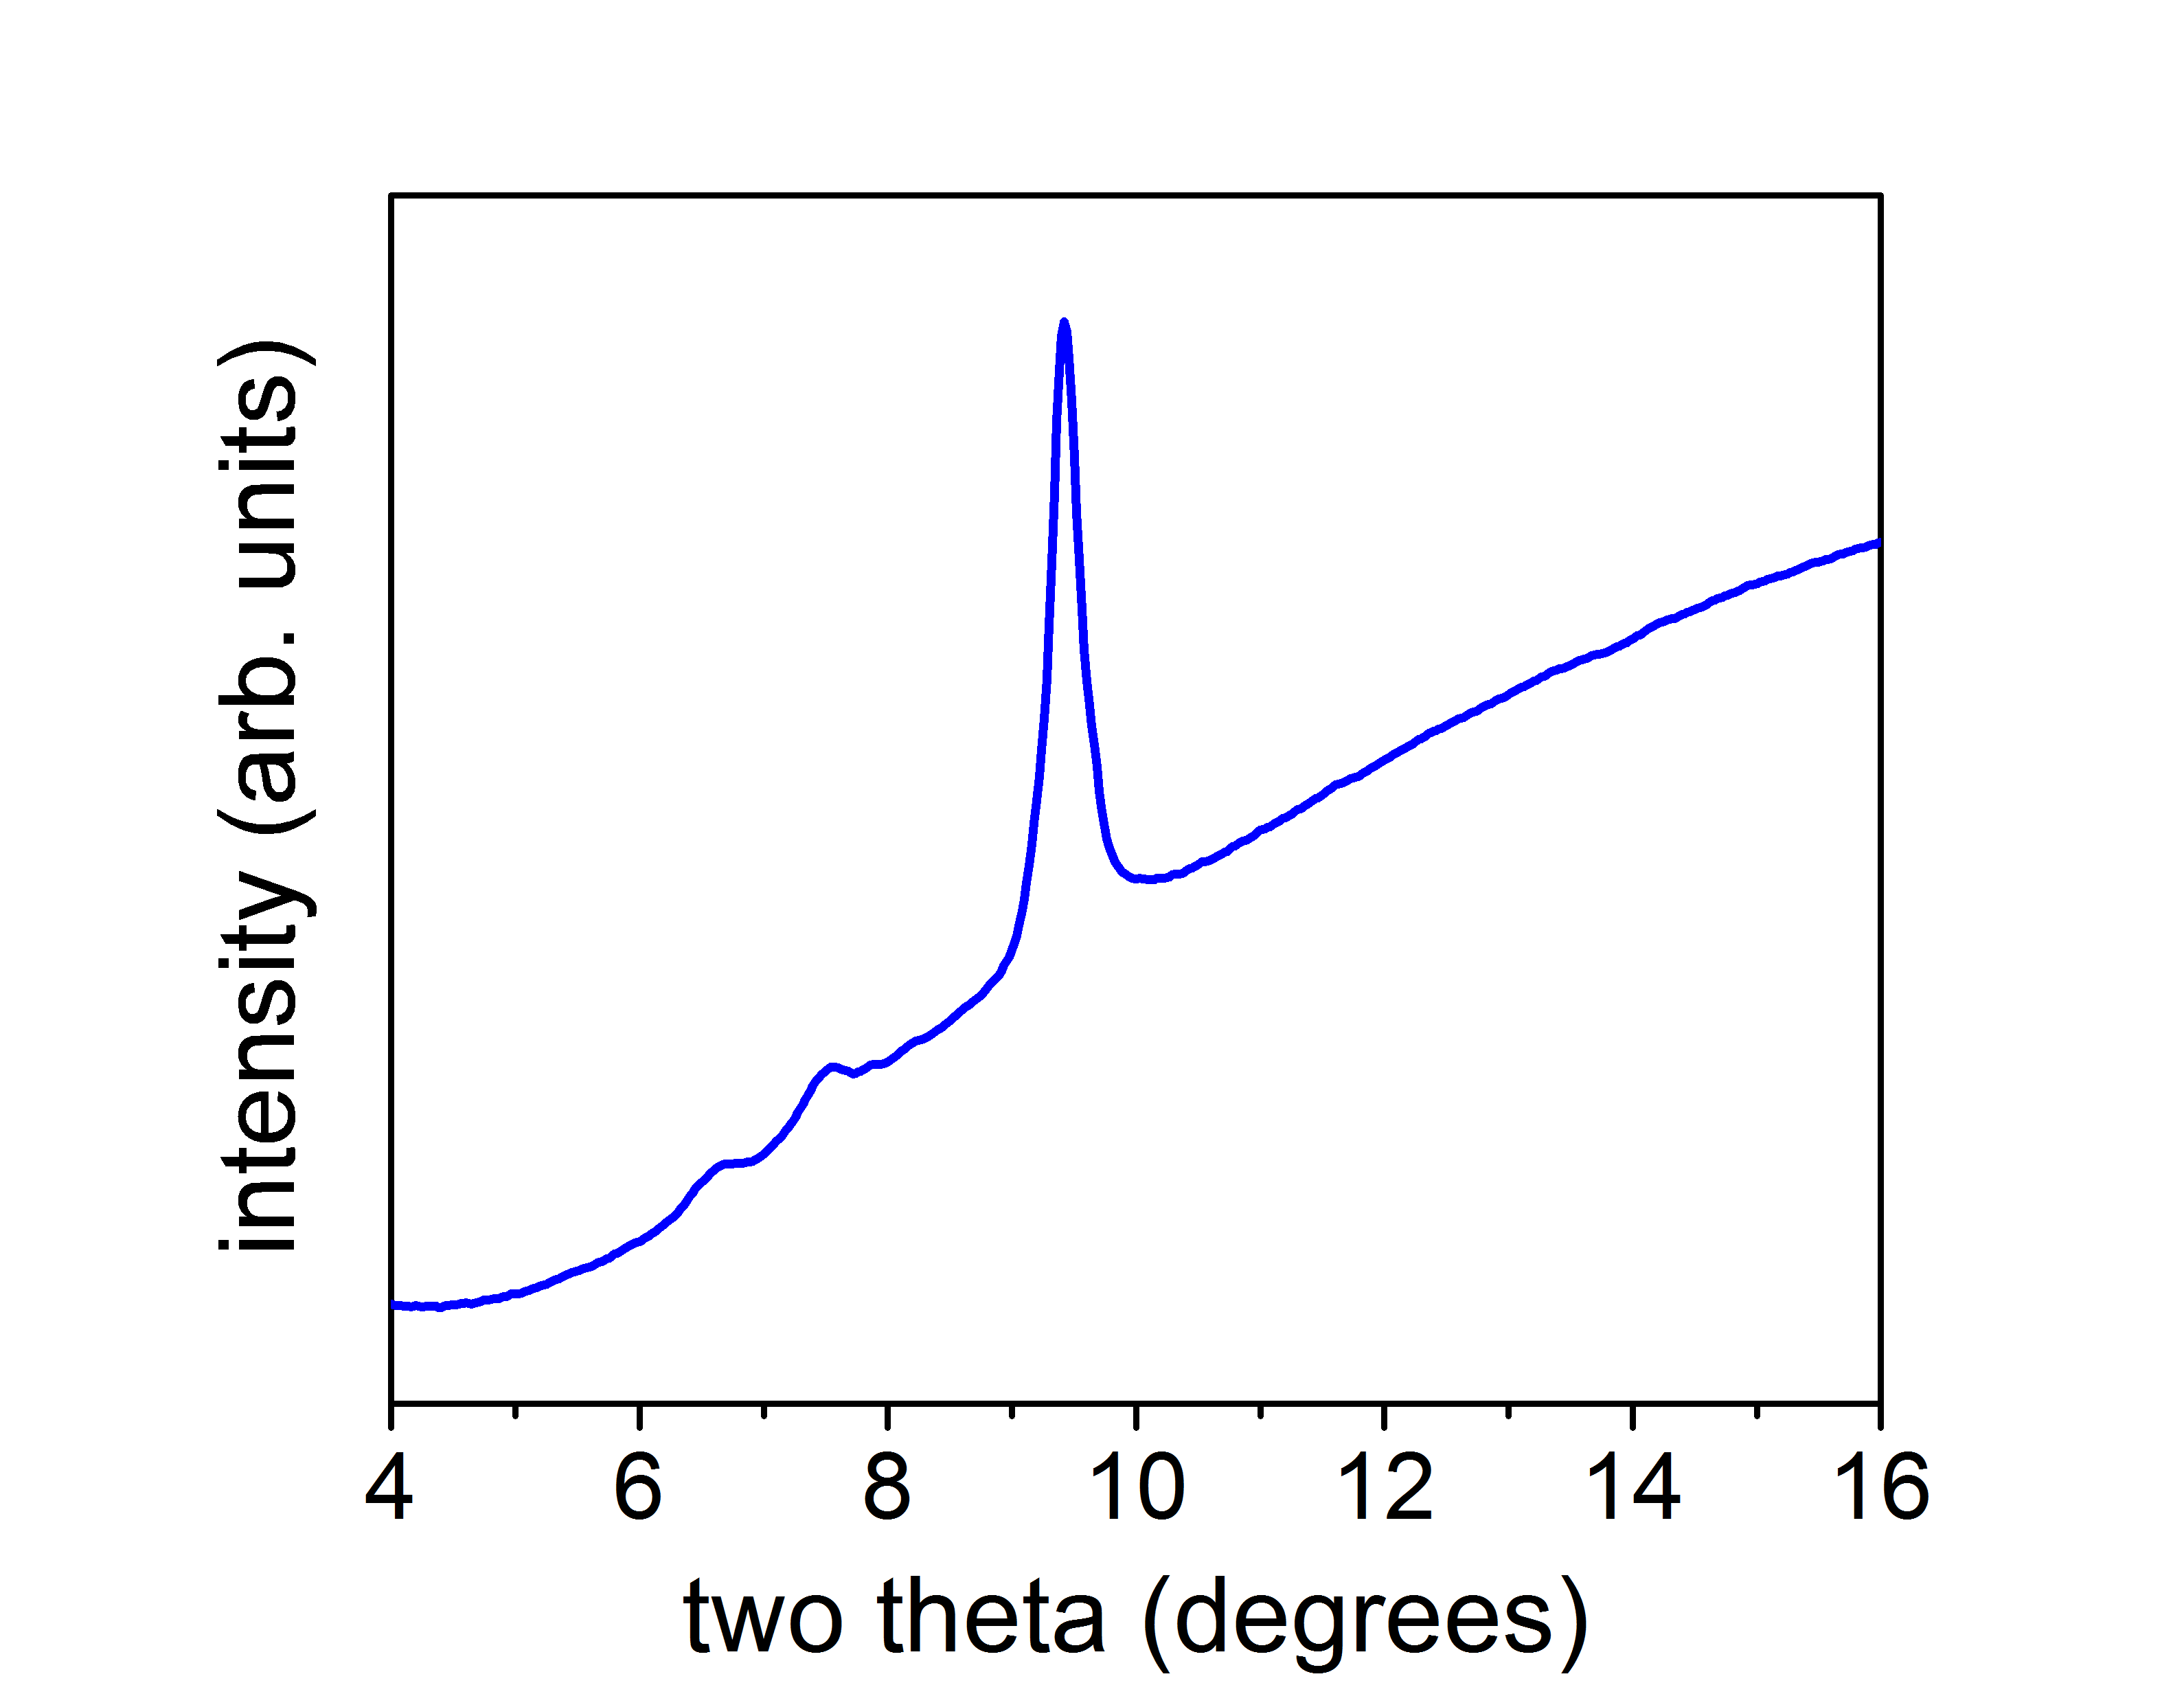 intensity (arb. units)
4 6 8 10 12 14 16
two theta (degrees)